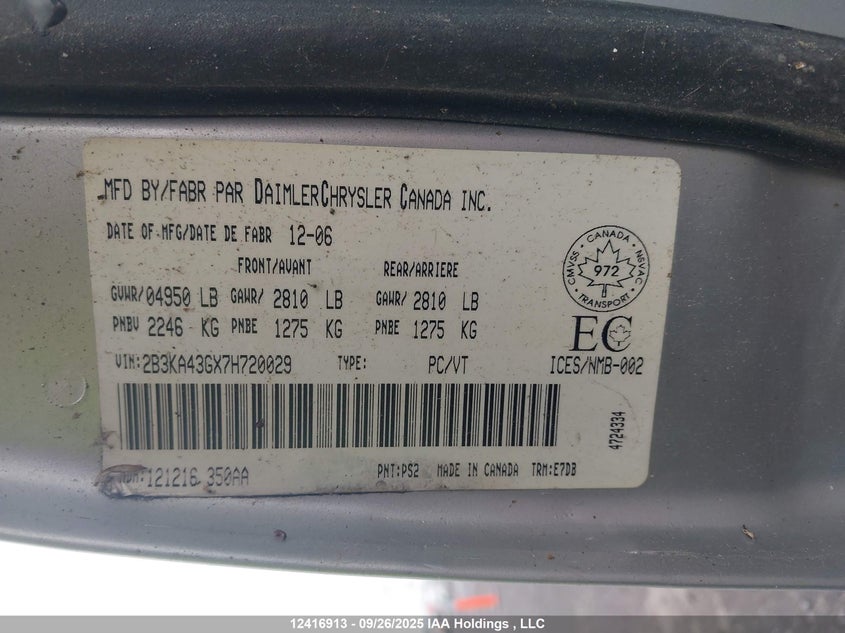 MFD BY/FABR PAR DAIMLERCHRYSLER CANADA INC.
DATE OF MFG/DATE DE FABR 12-06
FRONT/AVANT REAR/ARRIERE
GVWR/04950 LB GAWR/ 2810 LB GAWR/ 2810 LB
PNBV 2246 KG PNBE 1275 KG PNBE 1275 KG
VIN:2B3KA43GX7H720029 TYPE: PC/VT
CANADA
CMVSS 972 NSVAC
TRANSPORT
EC
ICES/NMB-002
4724334
MDH:121216 350AA PNT:PS2 MADE IN CANADA TRM:E7DB
12416913 - 09/26/2025 IAA Holdings , LLC